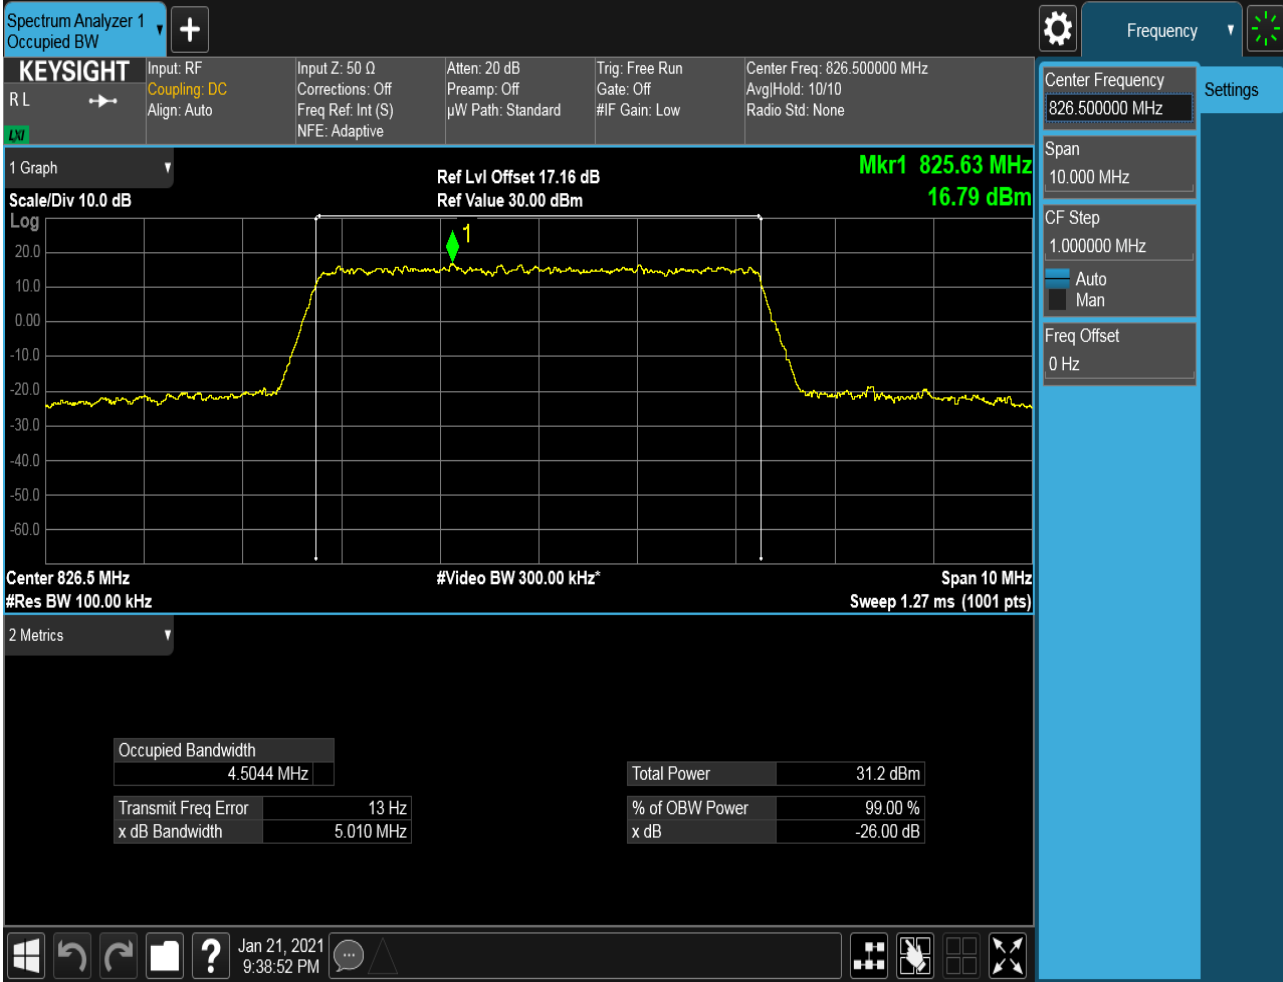 Spectrum Analyzer 1
Occupied BW
Frequency
KEYSIGHT
R L
LXI
Input: RF
Coupling: DC
Align: Auto
Input Z: 50 Ω
Corrections: Off
Freq Ref: Int (S)
NFE: Adaptive
Atten: 20 dB
Preamp: Off
µW Path: Standard
Trig: Free Run
Gate: Off
#IF Gain: Low
Center Freq: 826.500000 MHz
Avg|Hold: 10/10
Radio Std: None
Center Frequency
826.500000 MHz
Settings
Span
10.000 MHz
CF Step
1.000000 MHz
Auto
Man
Freq Offset
0 Hz
1 Graph
Scale/Div 10.0 dB
Ref Lvl Offset 17.16 dB
Ref Value 30.00 dBm
Mkr1 825.63 MHz
16.79 dBm
Log
1
20.0
10.0
0.00
-10.0
-20.0
-30.0
-40.0
-50.0
-60.0
Center 826.5 MHz
#Video BW 300.00 kHz*
Span 10 MHz
#Res BW 100.00 kHz
Sweep 1.27 ms (1001 pts)
2 Metrics
Occupied Bandwidth
4.5044 MHz
Total Power 31.2 dBm
Transmit Freq Error 13 Hz
% of OBW Power 99.00 %
x dB Bandwidth 5.010 MHz
x dB -26.00 dB
?
Jan 21, 2021
9:38:52 PM